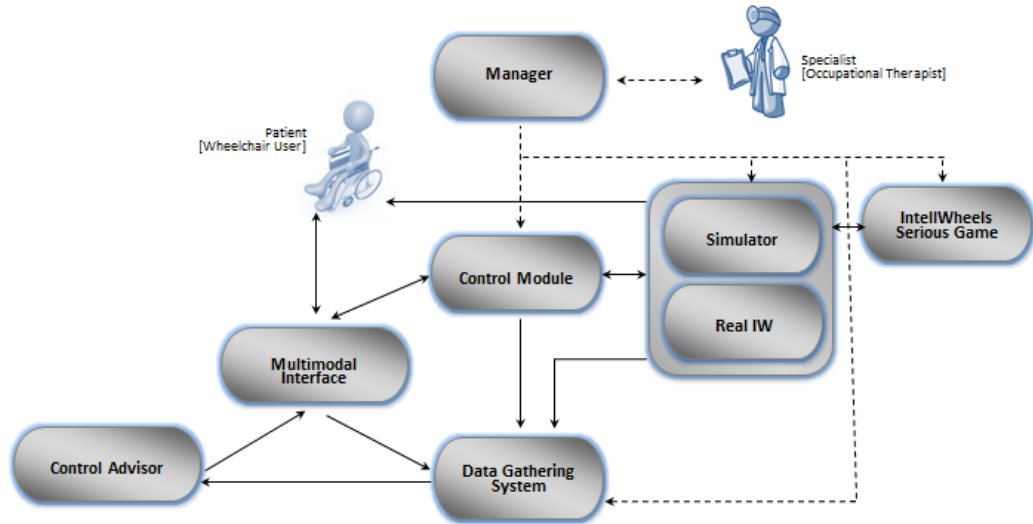 Manager
Specialist
[Occupational Therapist]
Patient
[Wheelchair User]
Simulator
IntellWheels
Serious Game
Control Module
Real IW
Multimodal
Interface
Control Advisor
Data Gathering
System